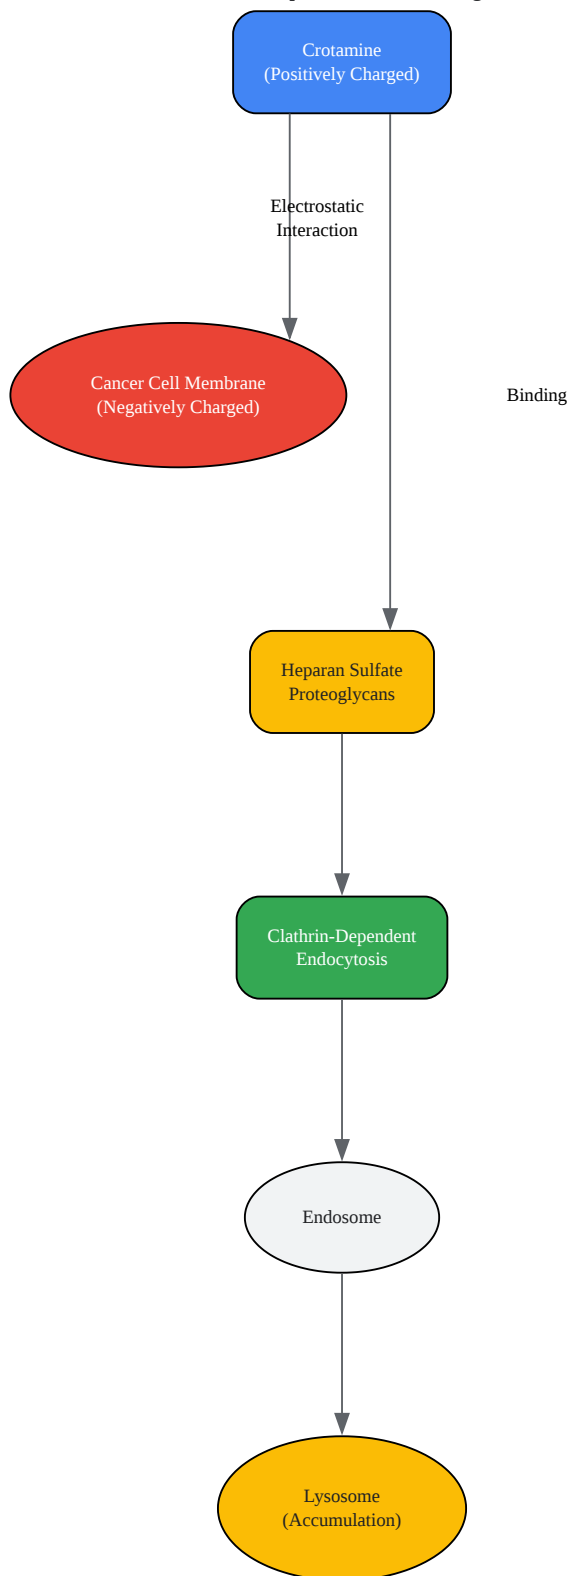 Crotamine
(Positively Charged)
Electrostatic
Interaction
Cancer Cell Membrane
(Negatively Charged)
Binding
Heparan Sulfate
Proteoglycans
Clathrin-Dependent
Endocytosis
Endosome
Lysosome
(Accumulation)